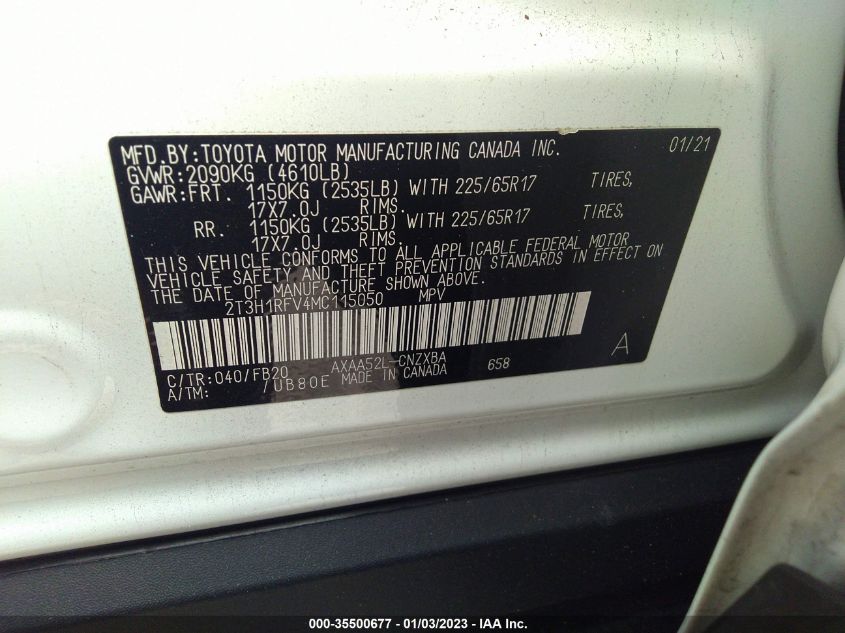 MFD.BY:TOYOTA MOTOR MANUFACTURING CANADA INC. 01/21
GVWR:2090KG (4610LB)
GAWR:FRT. 1150KG (2535LB) WITH 225/65R17 TIRES,
17X7.0J RIMS.
RR. 1150KG (2535LB) WITH 225/65R17 TIRES,
17X7.0J RIMS.
THIS VEHICLE CONFORMS TO ALL APPLICABLE FEDERAL MOTOR
VEHICLE SAFETY AND THEFT PREVENTION STANDARDS IN EFFECT ON
THE DATE OF MANUFACTURE SHOWN ABOVE.
2T3H1RFV4MC115050 MPV
A
C/TR:040/FB20 AXAA52L-CNZXBA 658
A/TM: /UB80E MADE IN CANADA
000-35500677 - 01/03/2023 - IAA Inc.